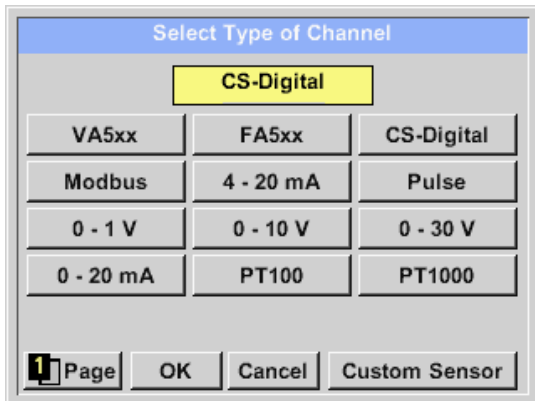 Select Type of Channel
CS-Digital
VA5xx FA5xx CS-Digital
Modbus 4 - 20 mA Pulse
0 - 1 V 0 - 10 V 0 - 30 V
0 - 20 mA PT100 PT1000
1 Page OK Cancel Custom Sensor